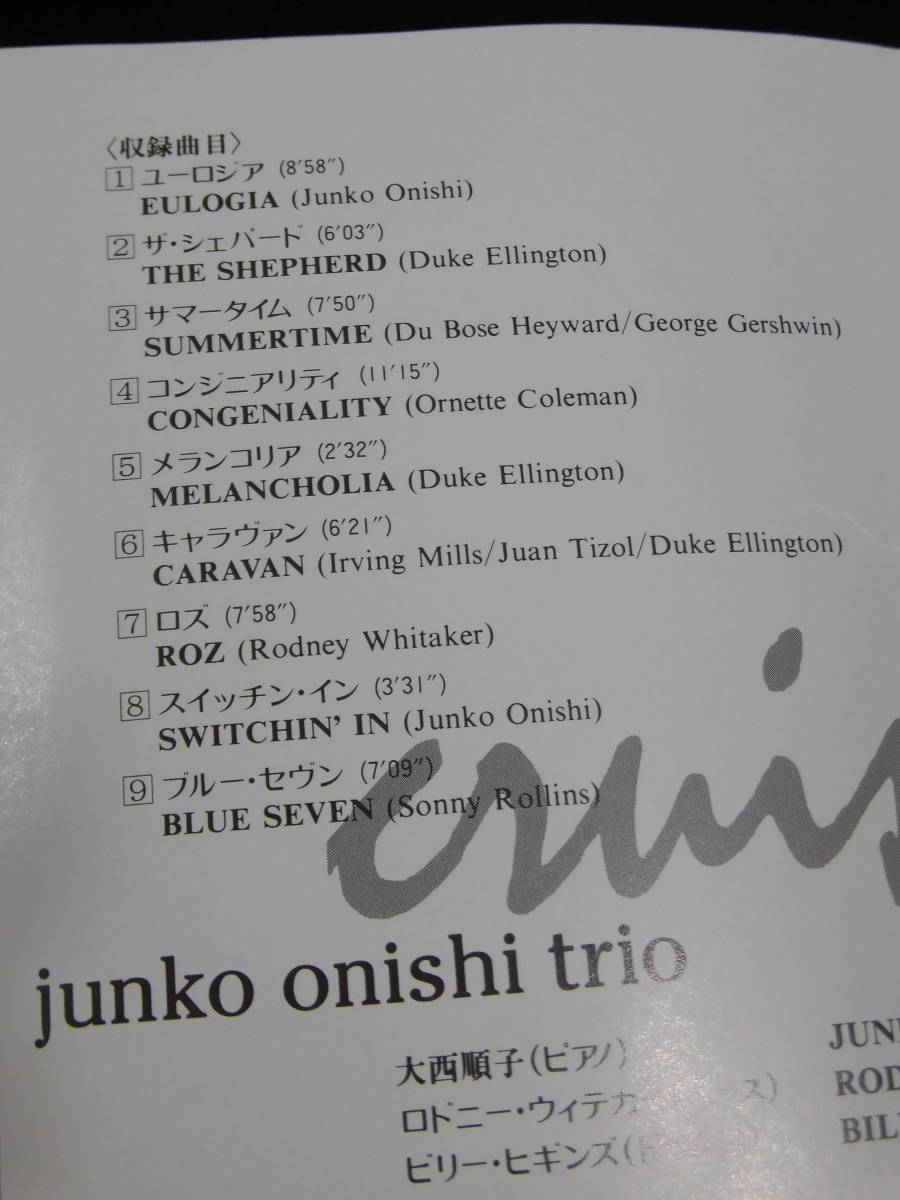 〈収録曲目〉
1 ユーロジア (8′58″)
EULOGIA (Junko Onishi)
2 ザ・シェパード (6′03″)
THE SHEPHERD (Duke Ellington)
3 サマータイム (7′50″)
SUMMERTIME (Du Bose Heyward/George Gershwin)
4 コンジニアリティ (11′15″)
CONGENIALITY (Ornette Coleman)
5 メランコリア (2′32″)
MELANCHOLIA (Duke Ellington)
6 キャラヴァン (6′21″)
CARAVAN (Irving Mills/Juan Tizol/Duke Ellington)
7 ロズ (7′58″)
ROZ (Rodney Whitaker)
8 スイッチン・イン (3′31″)
SWITCHIN’ IN (Junko Onishi)
9 ブルー・セヴン (7′09″)
BLUE SEVEN (Sonny Rollins)
junko onishi trio
大西順子(ピアノ)
ロドニー・ウィテカ
ビリー・ヒギンズ
JUN
ROD
BIL